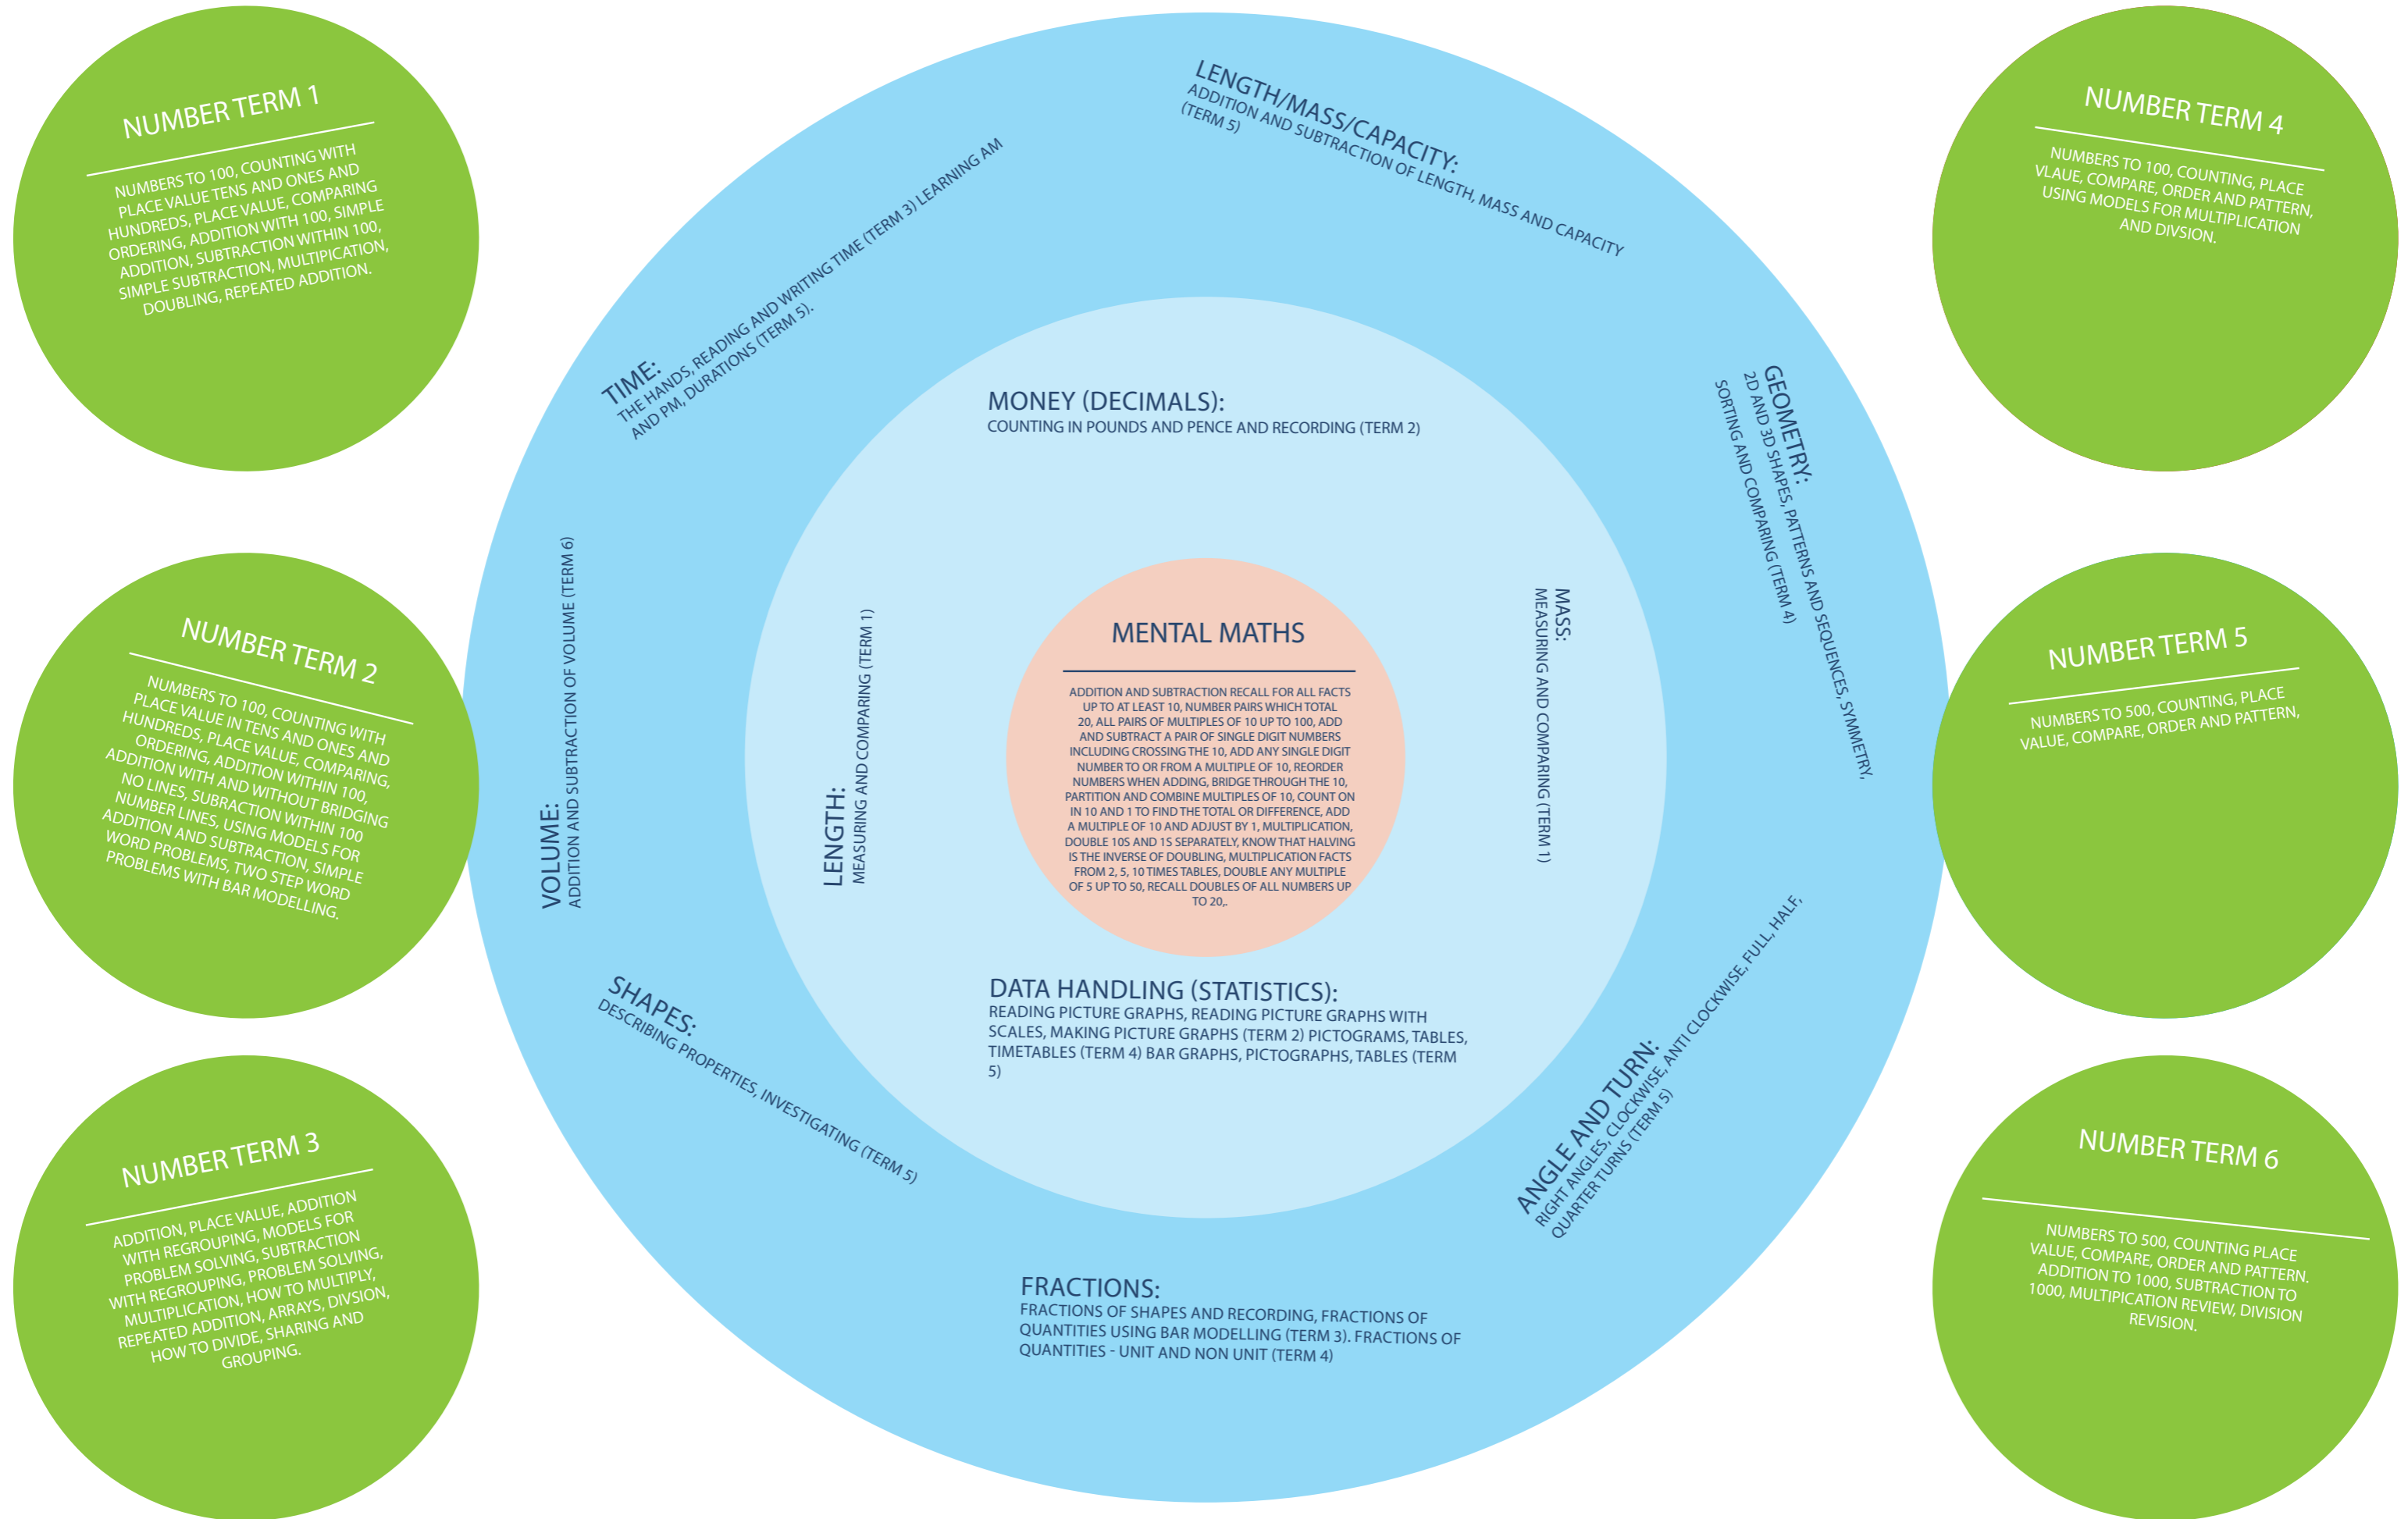 NUMBER TERM 1
NUMBERS TO 100, COUNTING WITH
PLACE VALUE TENS AND ONES AND
HUNDREDS, PLACE VALUE, COMPARING
ORDERING, ADDITION WITH 100, SIMPLE
ADDITION, SUBTRACTION WITHIN 100,
SIMPLE SUBTRACTION, MULTIPICATION,
DOUBLING, REPEATED ADDITION.
NUMBER TERM 2
NUMBERS TO 100, COUNTING WITH
PLACE VALUE IN TENS AND ONES AND
HUNDREDS, PLACE VALUE, COMPARING,
ORDERING, ADDITION WITHIN 100,
ADDITION WITH AND WITHOUT BRIDGING
NO LINES, SUBRACTION WITHIN 100
NUMBER LINES, USING MODELS FOR
ADDITION AND SUBTRACTION, SIMPLE
WORD PROBLEMS, TWO STEP WORD
PROBLEMS WITH BAR MODELLING.
NUMBER TERM 3
ADDITION, PLACE VALUE, ADDITION
WITH REGROUPING, MODELS FOR
PROBLEM SOLVING, SUBTRACTION
WITH REGROUPING, PROBLEM SOLVING,
MULTIPLICATION, HOW TO MULTIPLY,
REPEATED ADDITION, ARRAYS, DIVSION,
HOW TO DIVIDE, SHARING AND
GROUPING.
LENGTH/MASS/CAPACITY:
ADDITION AND SUBTRACTION OF LENGTH, MASS AND CAPACITY
(TERM 5)
TIME:
THE HANDS, READING AND WRITING TIME (TERM 3) LEARNING AM
AND PM, DURATIONS (TERM 5).
GEOMETRY:
2D AND 3D SHAPES, PATTERNS AND SEQUENCES, SYMMETRY,
SORTING AND COMPARING (TERM 4)
VOLUME:
ADDITION AND SUBTRACTION OF VOLUME (TERM 6)
SHAPES:
DESCRIBING PROPERTIES, INVESTIGATING (TERM 5)
ANGLE AND TURN:
RIGHT ANGLES, CLOCKWISE, ANTI CLOCKWISE, FULL, HALF,
QUARTER TURNS (TERM 5)
FRACTIONS:
FRACTIONS OF SHAPES AND RECORDING, FRACTIONS OF
QUANTITIES USING BAR MODELLING (TERM 3). FRACTIONS OF
QUANTITIES - UNIT AND NON UNIT (TERM 4)
MONEY (DECIMALS):
COUNTING IN POUNDS AND PENCE AND RECORDING (TERM 2)
LENGTH:
MEASURING AND COMPARING (TERM 1)
MASS:
MEASURING AND COMPARING (TERM 1)
MENTAL MATHS
ADDITION AND SUBTRACTION RECALL FOR ALL FACTS
UP TO AT LEAST 10, NUMBER PAIRS WHICH TOTAL
20, ALL PAIRS OF MULTIPLES OF 10 UP TO 100, ADD
AND SUBTRACT A PAIR OF SINGLE DIGIT NUMBERS
INCLUDING CROSSING THE 10, ADD ANY SINGLE DIGIT
NUMBER TO OR FROM A MULTIPLE OF 10, REORDER
NUMBERS WHEN ADDING, BRIDGE THROUGH THE 10,
PARTITION AND COMBINE MULTIPLES OF 10, COUNT ON
IN 10 AND 1 TO FIND THE TOTAL OR DIFFERENCE, ADD
A MULTIPLE OF 10 AND ADJUST BY 1, MULTIPLICATION,
DOUBLE 10S AND 1S SEPARATELY, KNOW THAT HALVING
IS THE INVERSE OF DOUBLING, MULTIPLICATION FACTS
FROM 2, 5, 10 TIMES TABLES, DOUBLE ANY MULTIPLE
OF 5 UP TO 50, RECALL DOUBLES OF ALL NUMBERS UP
TO 20,.
DATA HANDLING (STATISTICS):
READING PICTURE GRAPHS, READING PICTURE GRAPHS WITH
SCALES, MAKING PICTURE GRAPHS (TERM 2) PICTOGRAMS, TABLES,
TIMETABLES (TERM 4) BAR GRAPHS, PICTOGRAPHS, TABLES (TERM
5)
NUMBER TERM 4
NUMBERS TO 100, COUNTING, PLACE
VLAUE, COMPARE, ORDER AND PATTERN,
USING MODELS FOR MULTIPLICATION
AND DIVSION.
NUMBER TERM 5
NUMBERS TO 500, COUNTING, PLACE
VALUE, COMPARE, ORDER AND PATTERN,
NUMBER TERM 6
NUMBERS TO 500, COUNTING PLACE
VALUE, COMPARE, ORDER AND PATTERN.
ADDITION TO 1000, SUBTRACTION TO
1000, MULTIPICATION REVIEW, DIVISION
REVISION.